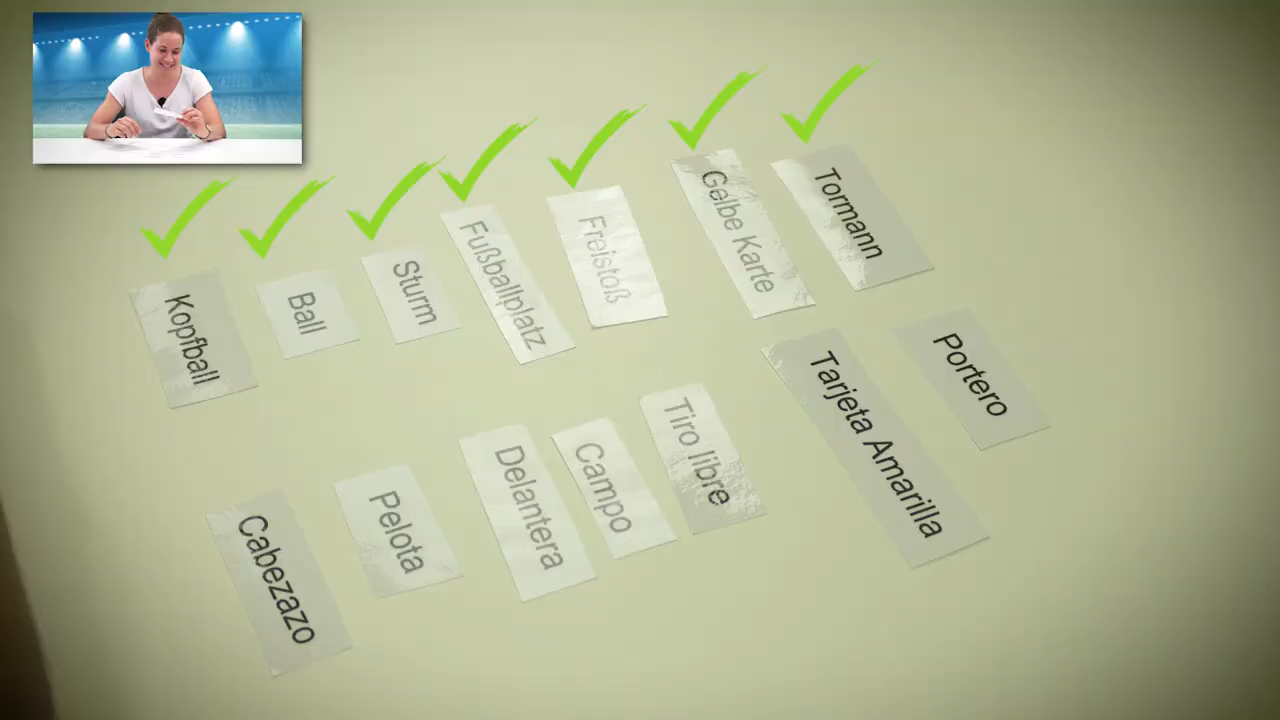 Kopfball
Ball
Sturm
Fußballplatz
Freistoß
Gelbe Karte
Tormann
Cabezazo
Pelota
Delantera
Campo
Tiro libre
Tarjeta Amarilla
Portero